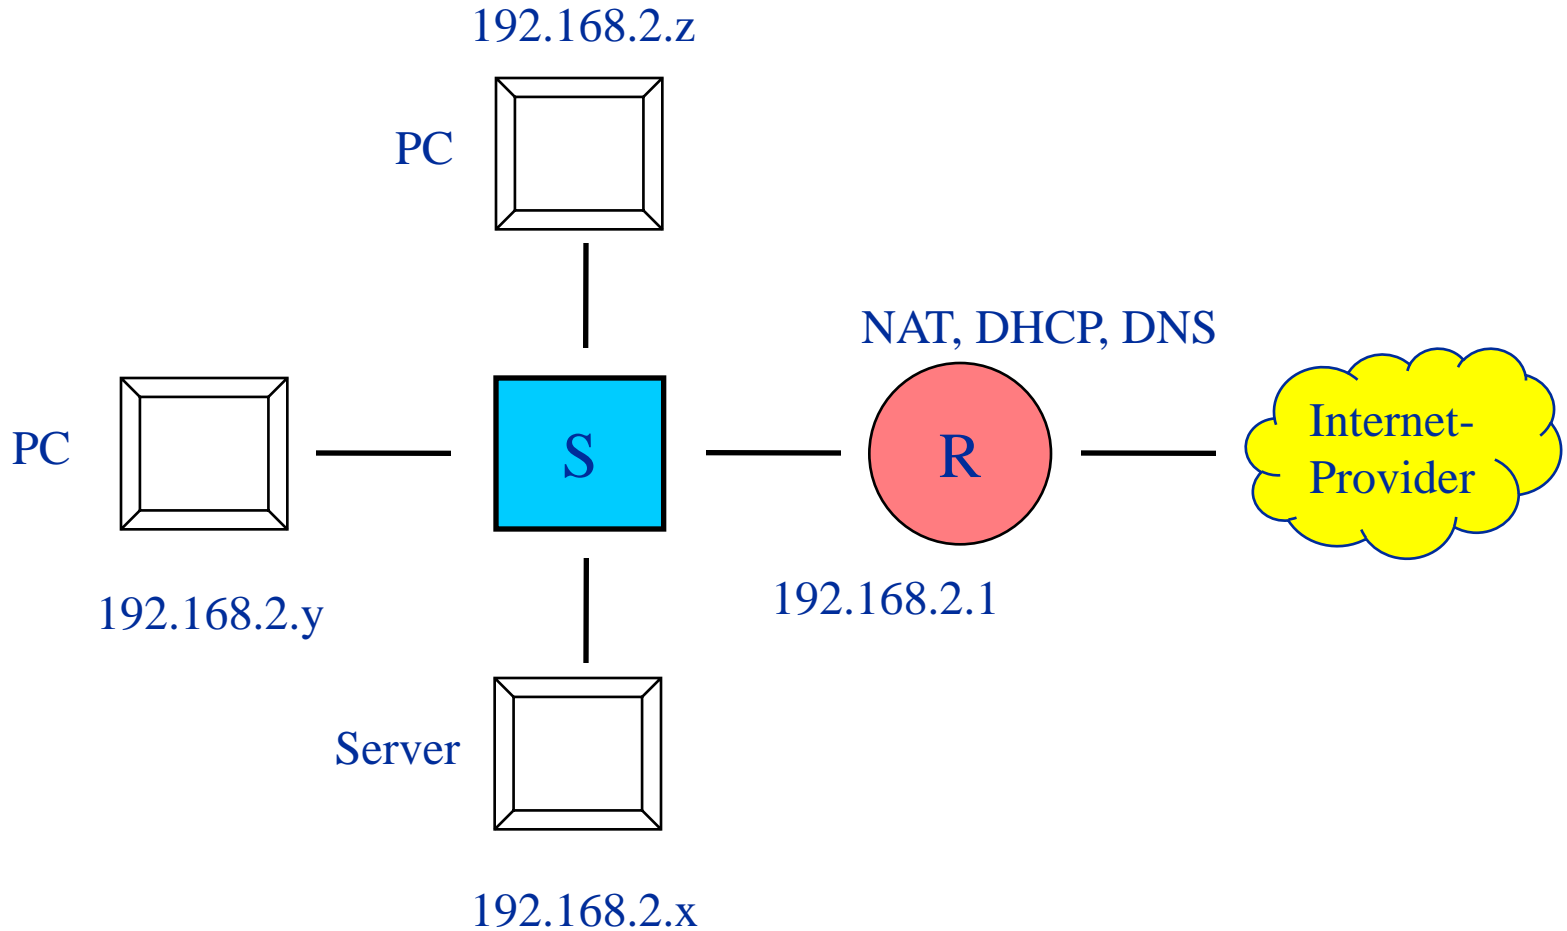 192.168.2.z
PC
NAT, DHCP, DNS
PC
S
R
Internet-
Provider
192.168.2.y
192.168.2.1
Server
192.168.2.x